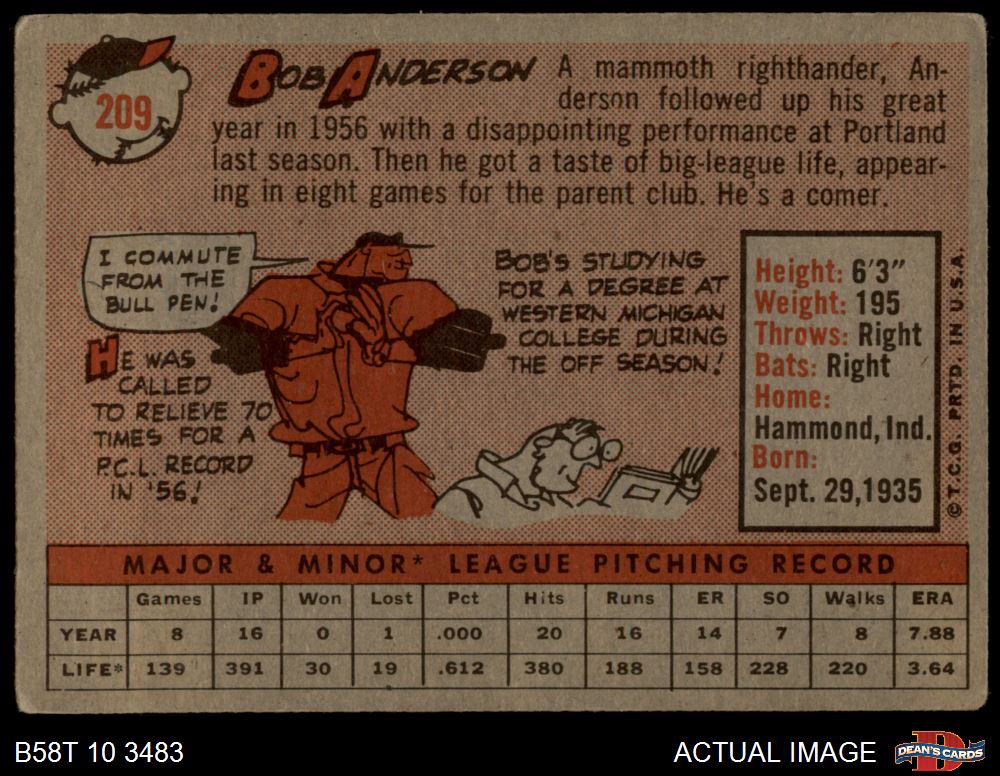 209
BOB ANDERSON
A mammoth righthander, An-
derson followed up his great
year in 1956 with a disappointing performance at Portland
last season. Then he got a taste of big-league life, appear-
ing in eight games for the parent club. He's a comer.
I COMMUTE
FROM THE
BULL PEN!
HE WAS
CALLED
TO RELIEVE 70
TIMES FOR A
P.C.L. RECORD
IN '56!
BOB'S STUDYING
FOR A DEGREE AT
WESTERN MICHIGAN
COLLEGE DURING
THE OFF SEASON!
Height: 6'3"
Weight: 195
Throws: Right
Bats: Right
Home:
Hammond, Ind.
Born:
Sept. 29, 1935
© T.C.G. PRTD. IN U.S.A.
MAJOR & MINOR* LEAGUE PITCHING RECORD
Games IP Won Lost Pct Hits Runs ER SO Walks ERA
YEAR 8 16 0 1 .000 20 16 14 7 8 7.88
LIFE* 139 391 30 19 .612 380 188 158 228 220 3.64
B58T 10 3483
ACTUAL IMAGE
DEAN'S CARDS